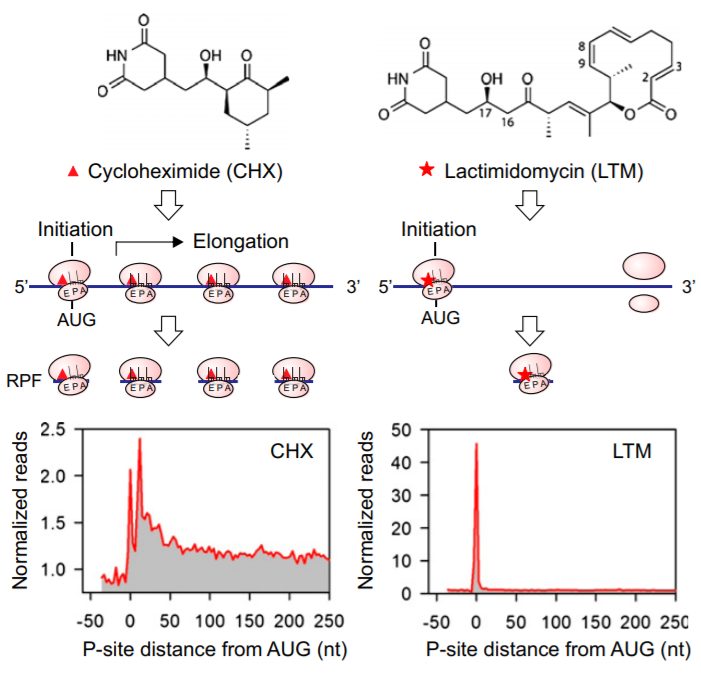 O
HN
O
OH
O
O
HN
O
OH
17
16
O
8
9
2
3
O
O
Cycloheximide (CHX)
Lactimidomycin (LTM)
Initiation
Elongation
Initiation
5’
E P A
E P A
E P A
E P A
3’
5’
E P A
3’
AUG
AUG
RPF
E P A
E P A
E P A
E P A
E P A
Normalized reads
2.5
2.0
1.5
1.0
CHX
-50 0 50 100 150 200 250
P-site distance from AUG (nt)
Normalized reads
50
40
30
20
10
0
LTM
-50 0 50 100 150 200 250
P-site distance from AUG (nt)